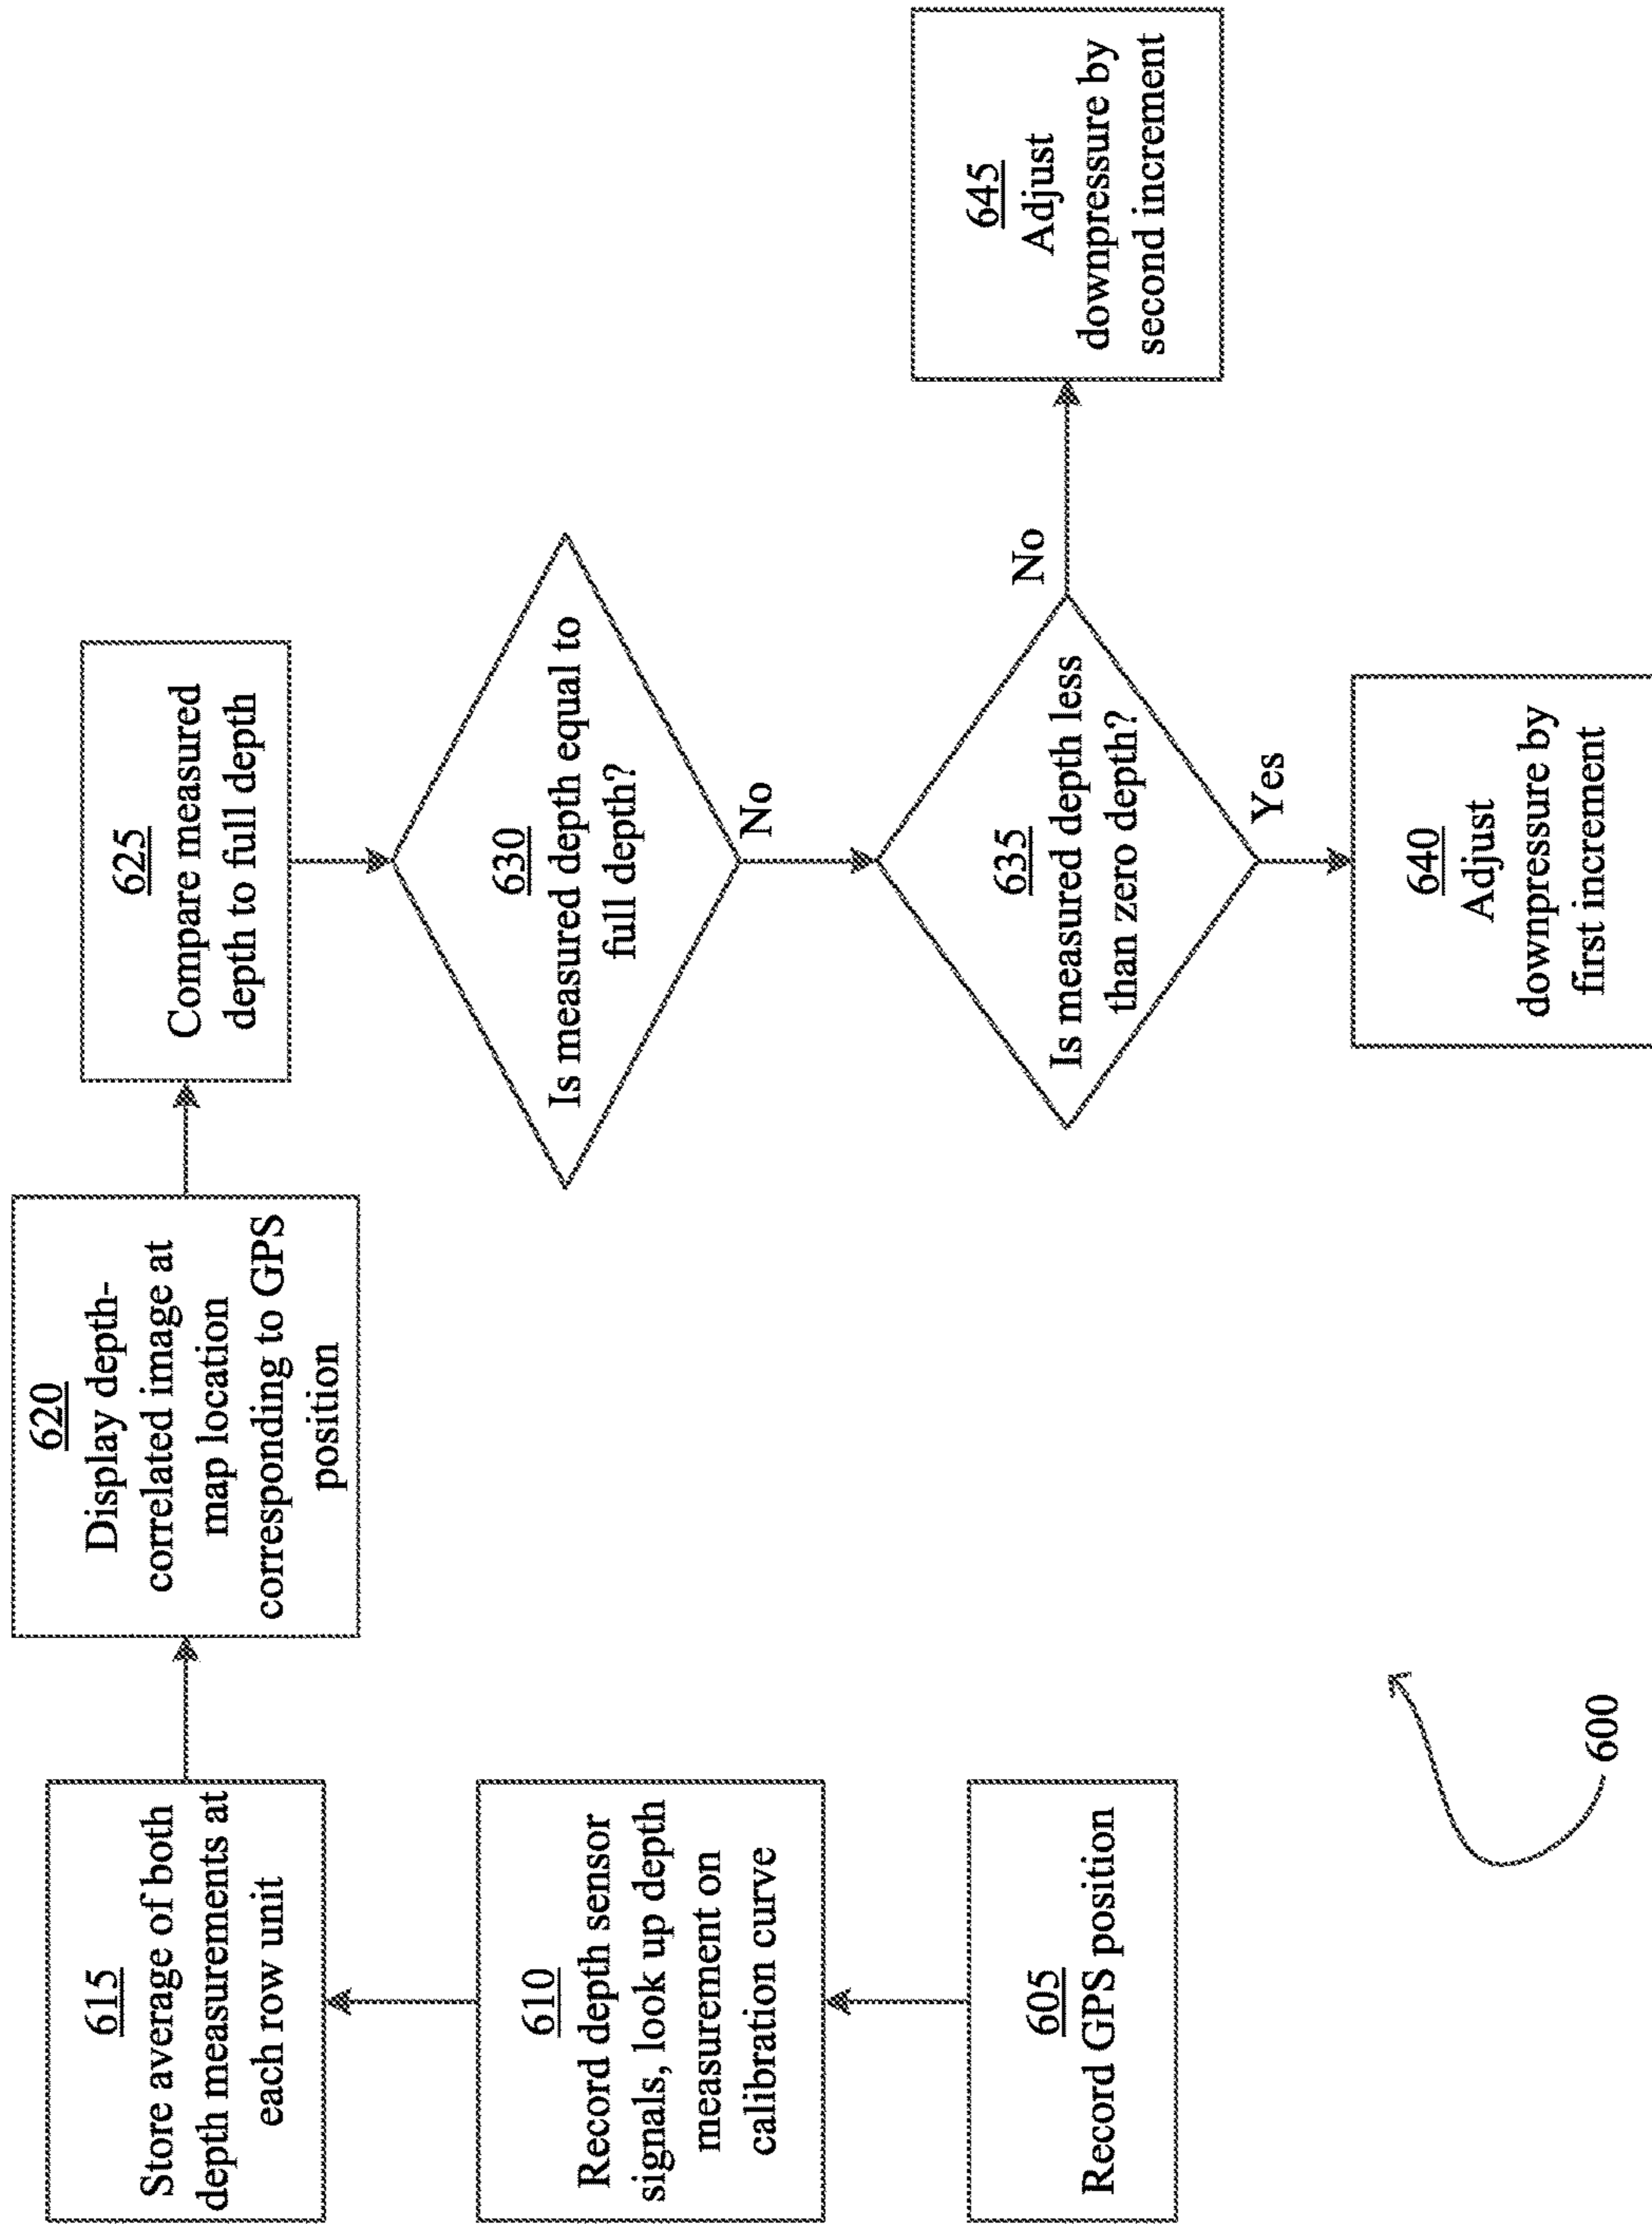 605
Record GPS position
610
Record depth sensor
signals, look up depth
measurement on
calibration curve
615
Store average of both
depth measurements at
each row unit
620
Display depth-
correlated image at
map location
corresponding to GPS
position
625
Compare measured
depth to full depth
630
Is measured depth equal to
full depth?
No
635
Is measured depth less
than zero depth?
Yes
640
Adjust
downpressure by
first increment
No
645
Adjust
downpressure by
second increment
600